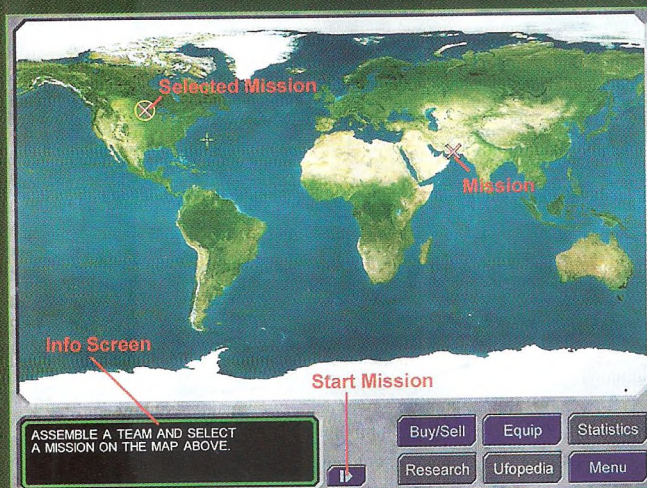 Selected Mission
Mission
Info Screen
Start Mission
ASSEMBLE A TEAM AND SELECT
A MISSION ON THE MAP ABOVE.
Buy/Sell
Equip
Statistics
Research
Ufopedia
Menu